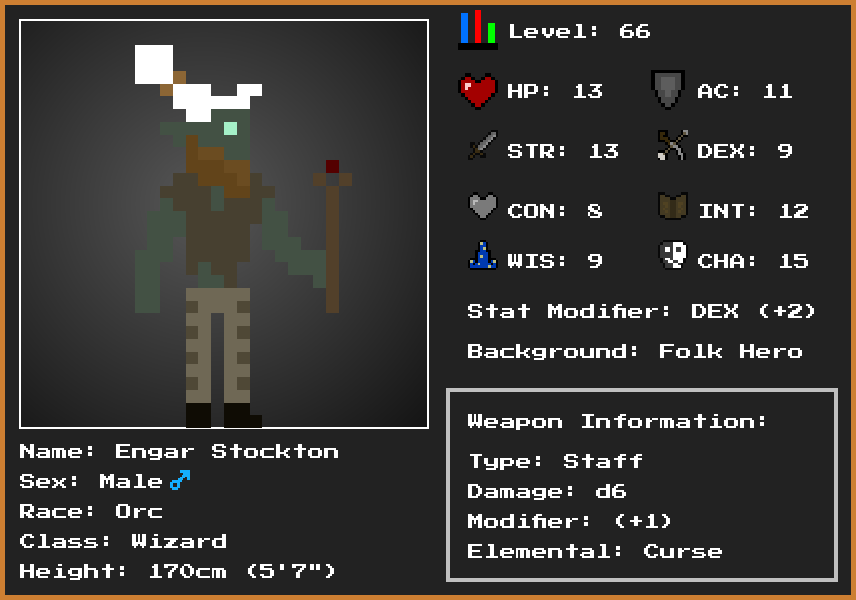 Level: 66
HP: 13
AC: 11
STR: 13
DEX: 9
CON: 8
INT: 12
WIS: 9
CHA: 15
Stat Modifier: DEX (+2)
Background: Folk Hero
Weapon Information:
Type: Staff
Damage: d6
Modifier: (+1)
Elemental: Curse
Name: Engar Stockton
Sex: Male♂
Race: Orc
Class: Wizard
Height: 170cm (5'7")